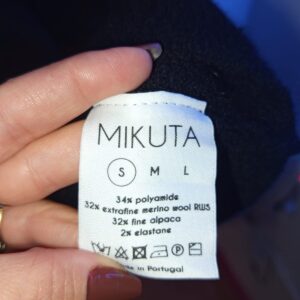 MIKUTA
S M L
34% polyamide
32% extrafine merino wool RWS
32% fine alpaca
2% elastane
P
in Portugal